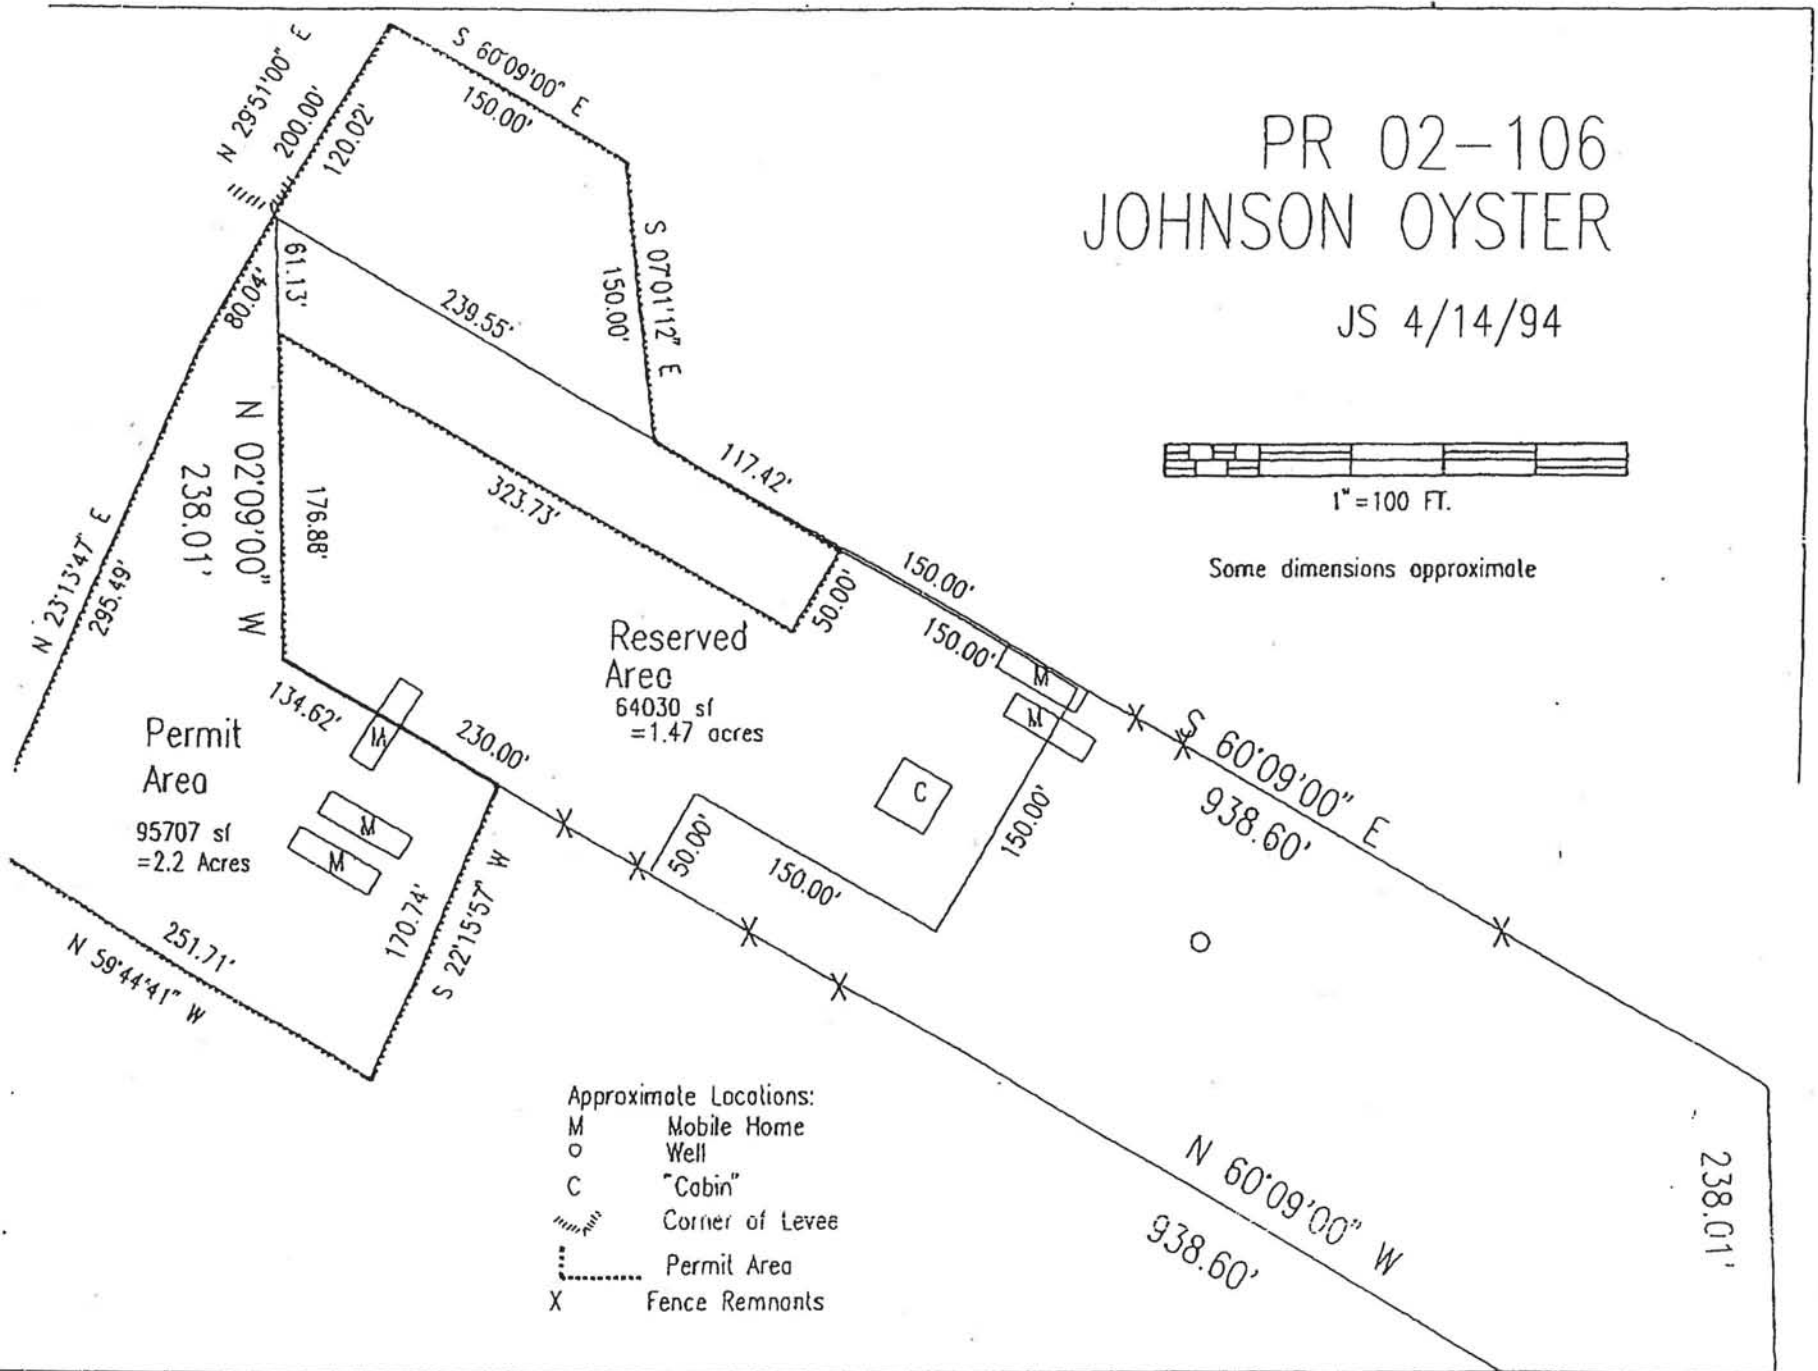 PR 02-106
JOHNSON OYSTER
JS 4/14/94
1"=100 FT.
Some dimensions approximate
N 29°51'00" E
200.00'
120.02'
S 60°09'00" E
150.00'
S 07°01'12" E
150.00'
61.13'
80.04'
239.55'
117.42'
N 02°09'00" W
238.01'
176.88'
323.73'
50.00'
150.00'
150.00'
N 23°13'47" E
295.49'
Reserved
Area
64030 sf
=1.47 acres
M
M
134.62'
230.00'
M
Permit
Area
95707 sf
=2.2 Acres
M
M
C
50.00'
150.00'
150.00'
X
X
S 60°09'00" E
938.60'
X
X
X
X
X
170.74'
S 22°15'57" W
251.71'
N 59°44'41" W
N 60°09'00" W
938.60'
238.01'
Approximate Locations:
M Mobile Home
O Well
C "Cabin"
Corner of Levee
Permit Area
X Fence Remnants